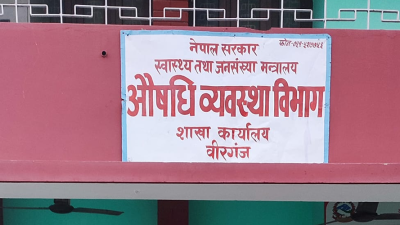 नेपाल सरकार
स्वास्थ्य तथा जनसंख्या मन्त्रालय
औषधि व्यवस्था विभाग
शाखा कार्यालय
वीरगंज